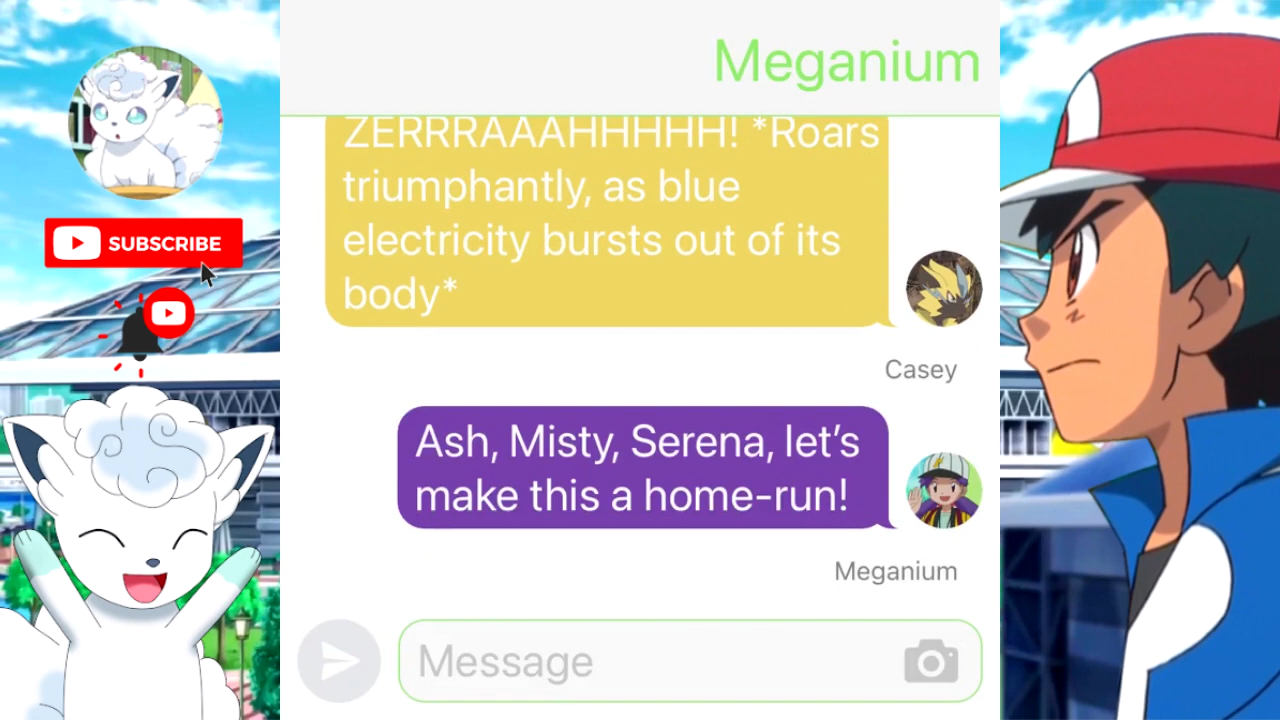 Meganium
SUBSCRIBE
ZERRRAAAHHHHH! *Roars
triumphantly, as blue
electricity bursts out of its
body*
Casey
Ash, Misty, Serena, let’s
make this a home-run!
Meganium
Message